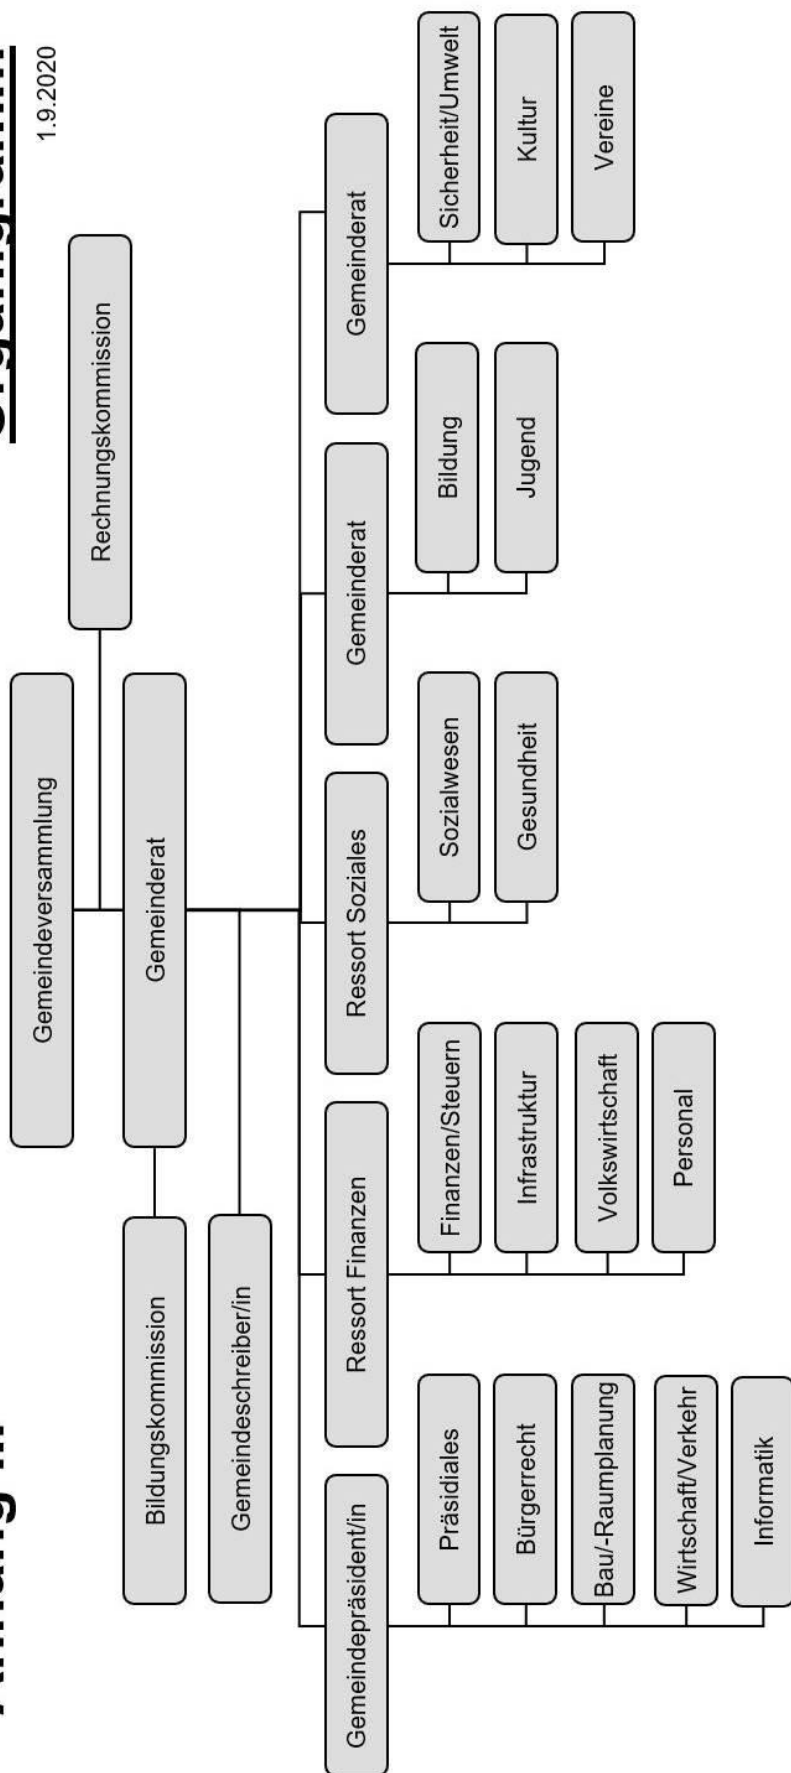 1.9.2020
Gemeindeversammlung
Rechnungskommission
Gemeinderat
Bildungskommission
Gemeindeschreiber/in
Gemeindepräsident/in
Präsidiales
Bürgerrecht
Bau/-Raumplanung
Wirtschaft/Verkehr
Informatik
Ressort Finanzen
Finanzen/Steuern
Infrastruktur
Volkswirtschaft
Personal
Ressort Soziales
Sozialwesen
Gesundheit
Gemeinderat
Bildung
Jugend
Gemeinderat
Sicherheit/Umwelt
Kultur
Vereine